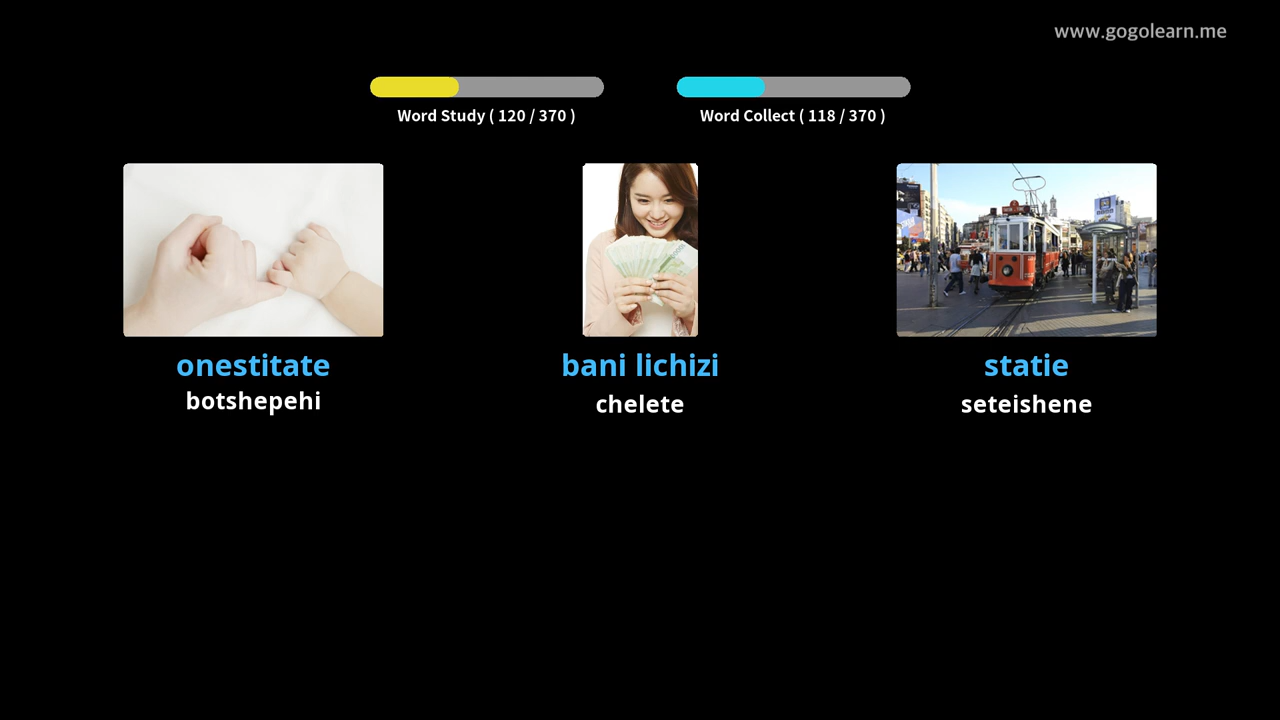 www.gogolearn.me
Word Study ( 120 / 370 )
Word Collect ( 118 / 370 )
onestitate
bani lichizi
statie
botshepehi
chelete
seteishene